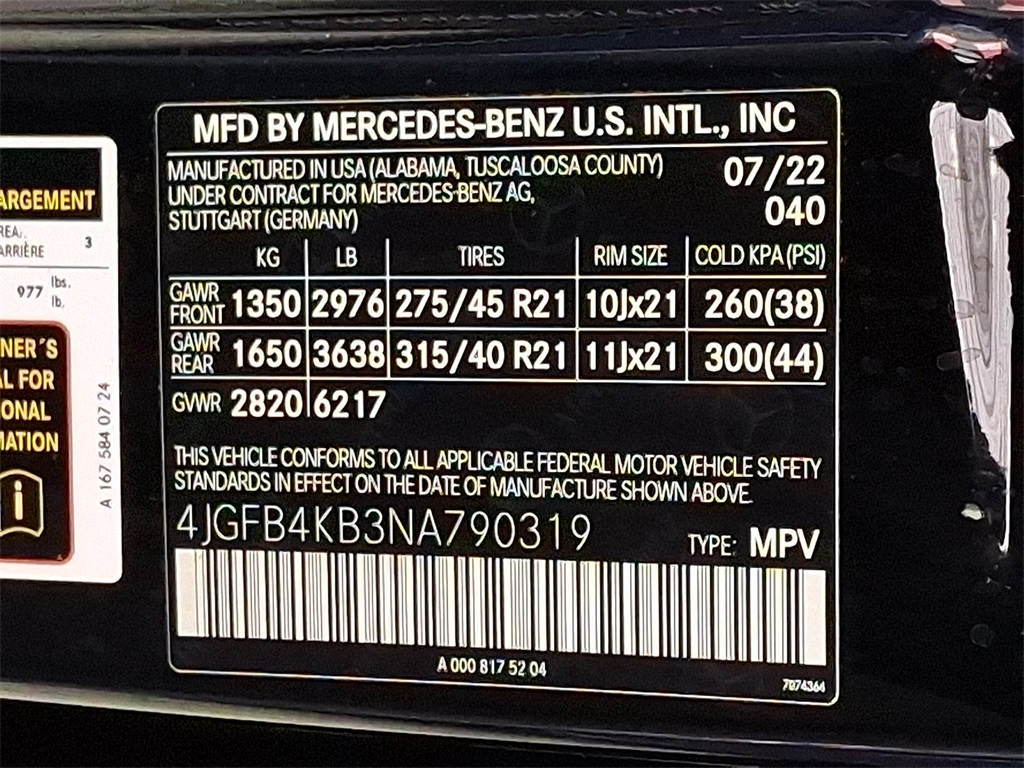 ARGEMENT
REA:
ARRIÈRE
3
977 lbs.
lb.
NER´S
AL FOR
ONAL
MATION
i
A 167 584 07 24
MFD BY MERCEDES-BENZ U.S. INTL., INC
MANUFACTURED IN USA (ALABAMA, TUSCALOOSA COUNTY) 07/22
UNDER CONTRACT FOR MERCEDES-BENZ AG, 040
STUTTGART (GERMANY)
KG LB TIRES RIM SIZE COLD KPA (PSI)
GAWR FRONT 1350 2976 275/45 R21 10Jx21 260(38)
GAWR REAR 1650 3638 315/40 R21 11Jx21 300(44)
GVWR 2820 6217
THIS VEHICLE CONFORMS TO ALL APPLICABLE FEDERAL MOTOR VEHICLE SAFETY
STANDARDS IN EFFECT ON THE DATE OF MANUFACTURE SHOWN ABOVE.
4JGFB4KB3NA790319 TYPE: MPV
A 000 817 52 04
7074364